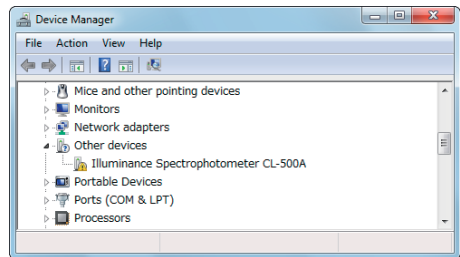 Device Manager
File Action View Help
Mice and other pointing devices
Monitors
Network adapters
Other devices
Illuminance Spectrophotometer CL-500A
Portable Devices
Ports (COM & LPT)
Processors